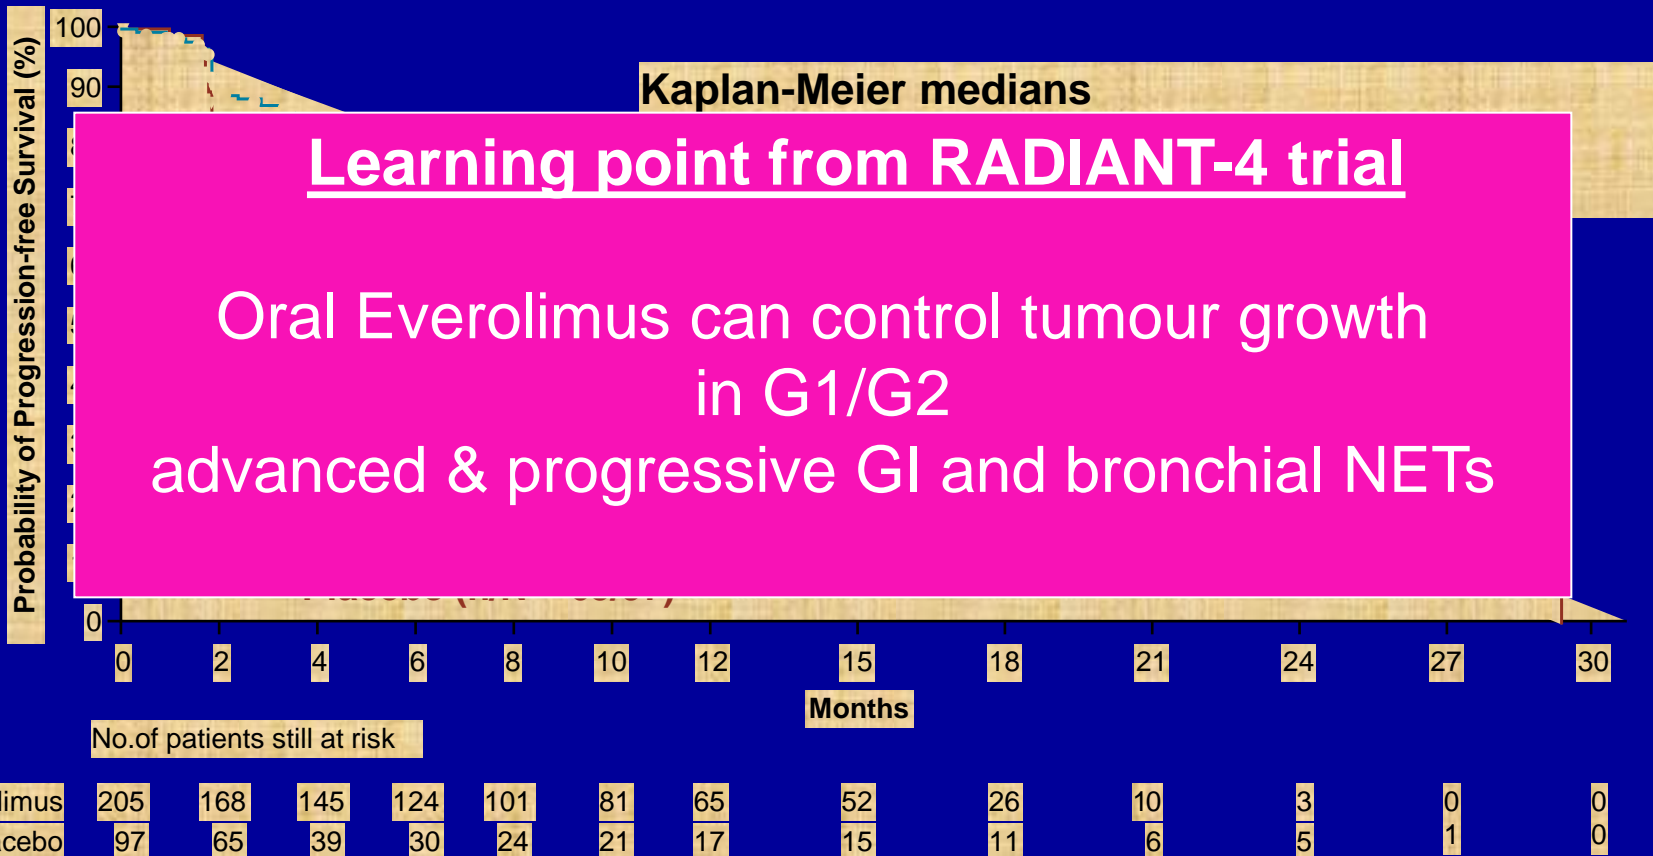 Probability of Progression-free Survival (%)
100
90
Kaplan-Meier medians
Learning point from RADIANT-4 trial
Oral Everolimus can control tumour growth
in G1/G2
advanced & progressive GI and bronchial NETs
0
0 2 4 6 8 10 12 15 18 21 24 27 30
Months
No.of patients still at risk
limus 205 168 145 124 101 81 65 52 26 10 3 0 0
cebo 97 65 39 30 24 21 17 15 11 6 5 1 0